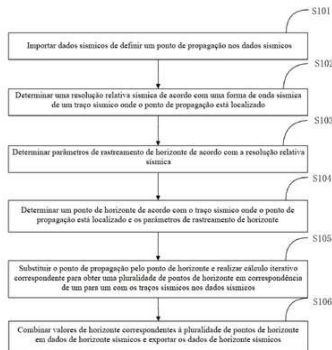 S101
Importar dados sísmicos de definir um ponto de propagação nos dados sísmicos
S102
Determinar uma resolução relativa sísmica de acordo com uma forma de onda sísmica
de um traço sísmico onde o ponto de propagação está localizado
S103
Determinar parâmetros de rastreamento de horizonte de acordo com a resolução relativa
sísmica
S104
Determinar um ponto de horizonte de acordo com o traço sísmico onde o ponto de
propagação está localizado e os parâmetros de rastreamento de horizonte
S105
Substituir o ponto de propagação pelo ponto de horizonte e realizar cálculo iterativo
correspondente para obter uma pluralidade de pontos de horizonte em correspondência
de um para um com os traços sísmicos nos dados sísmicos
S106
Combinar valores de horizonte correspondentes à pluralidade de pontos de horizonte
em dados de horizonte sísmicos e exportar os dados de horizonte sísmicos